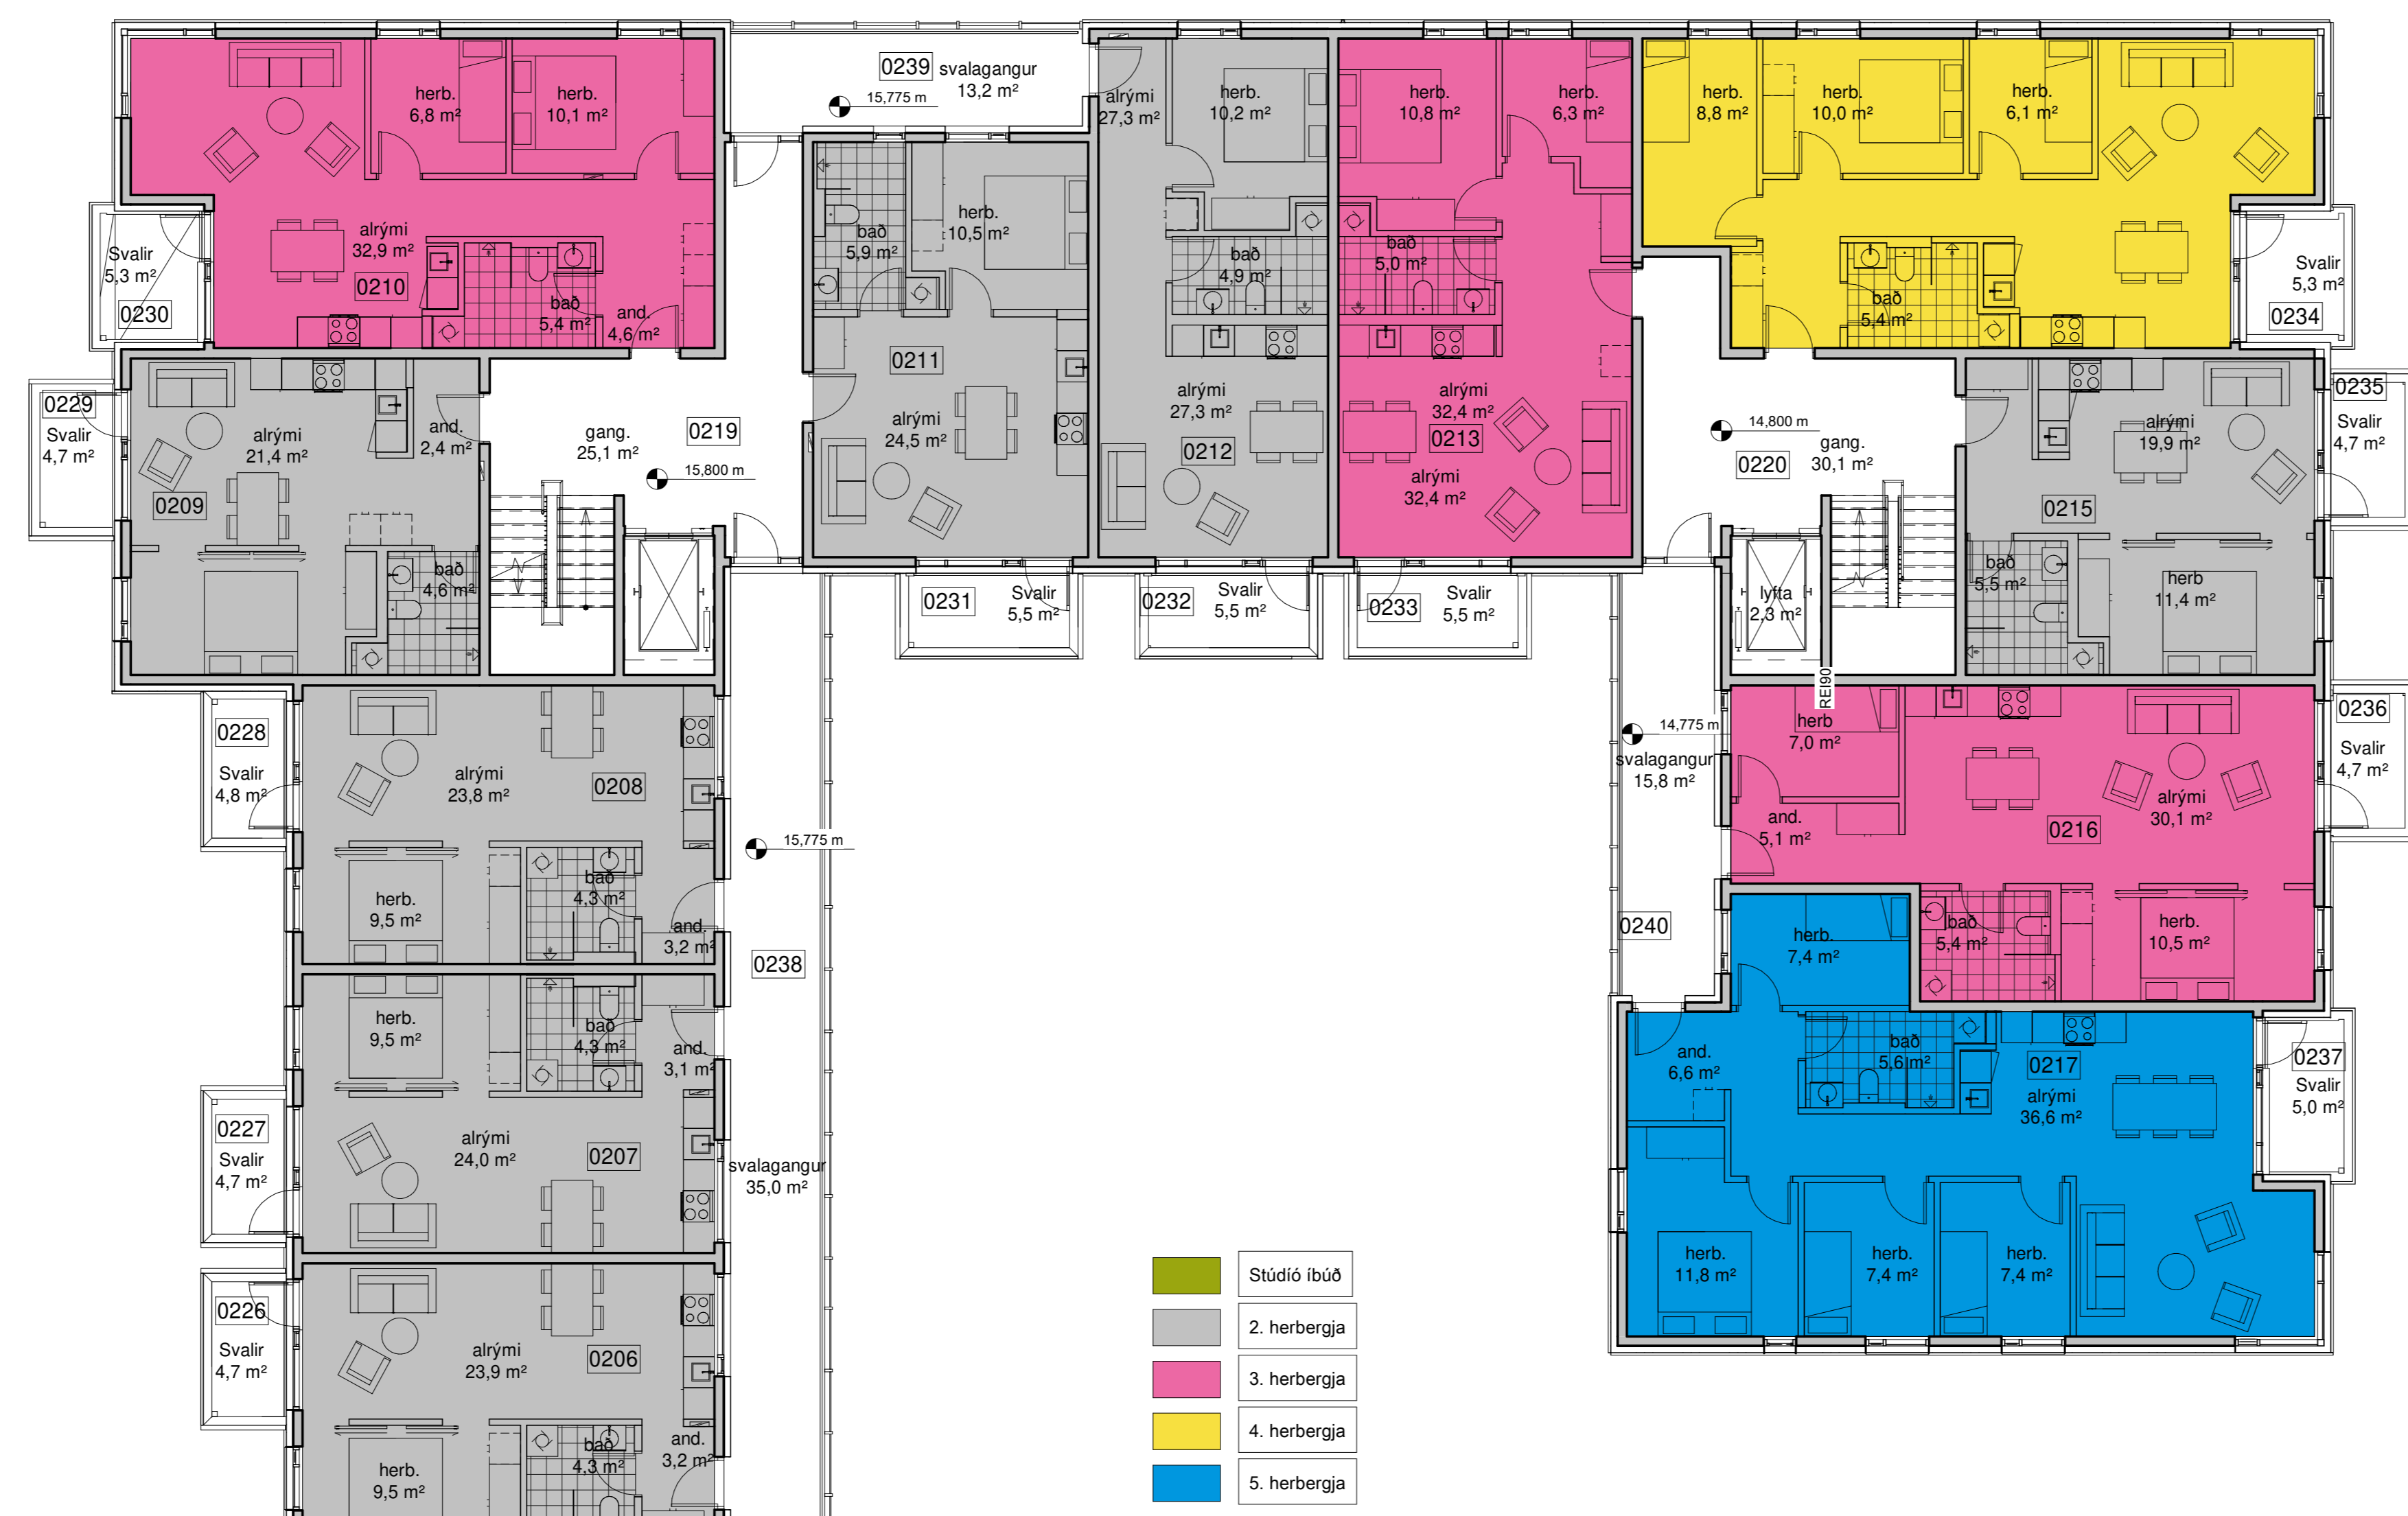 herb.
6,8 m²
herb.
10,1 m²
alrými
32,9 m²
0210
bað
5,4 m²
and.
4,6 m²
Svalir
5,3 m²
0230
0239
svalagangur
13,2 m²
15,775 m
bað
5,9 m²
herb.
10,5 m²
0211
alrými
24,5 m²
alrými
27,3 m²
herb.
10,2 m²
bað
4,9 m²
alrými
27,3 m²
0212
herb.
10,8 m²
herb.
6,3 m²
bað
5,0 m²
alrými
32,4 m²
0213
alrými
32,4 m²
herb.
8,8 m²
herb.
10,0 m²
herb.
6,1 m²
bað
5,4 m²
Svalir
5,3 m²
0234
0229
Svalir
4,7 m²
alrými
21,4 m²
and.
2,4 m²
0209
bað
4,6 m²
gang.
25,1 m²
0219
15,800 m
0231
Svalir
5,5 m²
0232
Svalir
5,5 m²
0233
Svalir
5,5 m²
14,800 m
gang.
30,1 m²
0220
lyfta
2,3 m²
REI90
alrými
19,9 m²
0215
bað
5,5 m²
herb
11,4 m²
0235
Svalir
4,7 m²
0228
Svalir
4,8 m²
alrými
23,8 m²
0208
herb.
9,5 m²
bað
4,3 m²
and.
3,2 m²
15,775 m
0238
svalagangur
35,0 m²
herb.
9,5 m²
bað
4,3 m²
and.
3,1 m²
0227
Svalir
4,7 m²
alrými
24,0 m²
0207
0226
Svalir
4,7 m²
alrými
23,9 m²
0206
herb.
9,5 m²
bað
4,3 m²
and.
3,2 m²
14,775 m
svalagangur
15,8 m²
0240
herb
7,0 m²
and.
5,1 m²
0216
alrými
30,1 m²
bað
5,4 m²
herb.
10,5 m²
0236
Svalir
4,7 m²
herb.
7,4 m²
and.
6,6 m²
bað
5,6 m²
0217
alrými
36,6 m²
0237
Svalir
5,0 m²
herb.
11,8 m²
herb.
7,4 m²
herb.
7,4 m²
Stúdíó íbúð
2. herbergja
3. herbergja
4. herbergja
5. herbergja